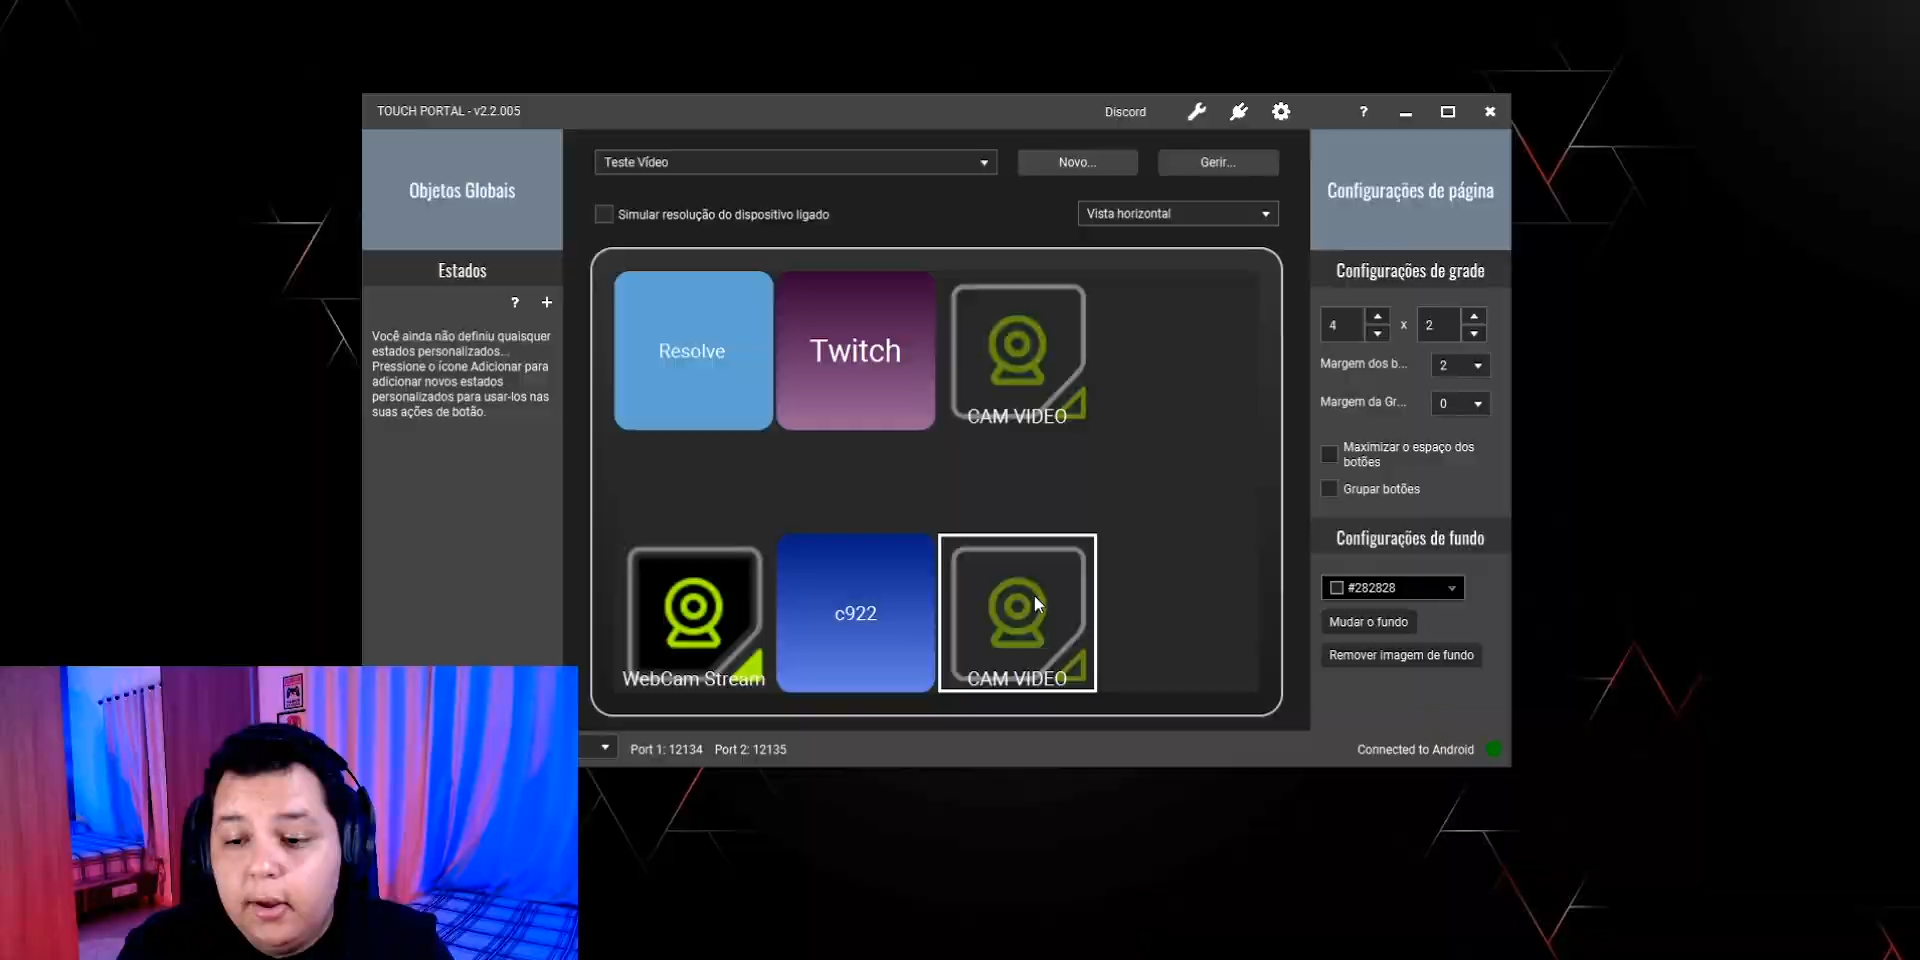 TOUCH PORTAL - v2.2.005
Discord
?
Objetos Globais
Teste Vídeo
Novo...
Gerir...
Configurações de página
Simular resolução do dispositivo ligado
Vista horizontal
Estados
? +
Você ainda não definiu quaisquer
estados personalizados...
Pressione o ícone Adicionar para
adicionar novos estados
personalizados para usar-los nas
suas ações de botão.
Resolve
Twitch
CAM VIDEO
WebCam Stream
c922
CAM VIDEO
Configurações de grade
4 x 2
Margem dos b... 2
Margem da Gr... 0
Maximizar o espaço dos
botões
Grupar botões
Configurações de fundo
#282828
Mudar o fundo
Remover imagem de fundo
Port 1: 12134 Port 2: 12135
Connected to Android